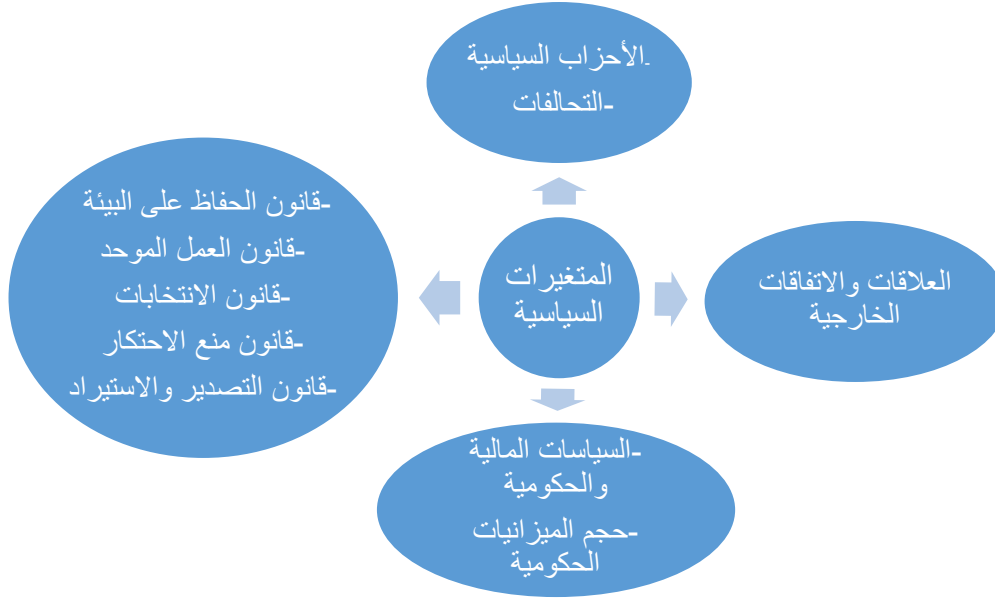 -الأحزاب السياسية
-التحالفات
المتغيرات
السياسية
العلاقات والاتفاقات
الخارجية
-السياسات المالية
والحكومية
-حجم الميزانيات
الحكومية
-قانون الحفاظ على البيئة
-قانون العمل الموحد
-قانون الانتخابات
-قانون منع الاحتكار
-قانون التصدير والاستيراد